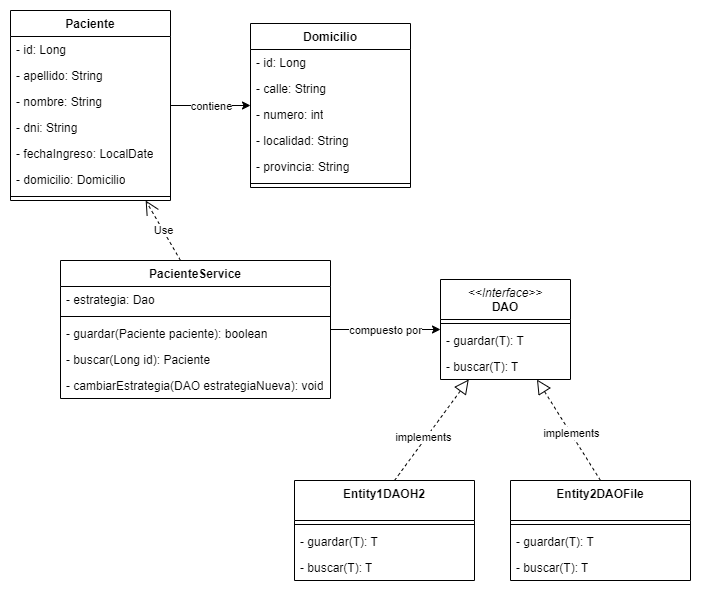 Paciente
- id: Long
- apellido: String
- nombre: String
- dni: String
- fechaIngreso: LocalDate
- domicilio: Domicilio
contiene
Domicilio
- id: Long
- calle: String
- numero: int
- localidad: String
- provincia: String
Use
PacienteService
- estrategia: Dao
- guardar(Paciente paciente): boolean
- buscar(Long id): Paciente
- cambiarEstrategia(DAO estrategiaNueva): void
compuesto por
<<Interface>>
DAO
- guardar(T): T
- buscar(T): T
implements
implements
Entity1DAOH2
- guardar(T): T
- buscar(T): T
Entity2DAOFile
- guardar(T): T
- buscar(T): T